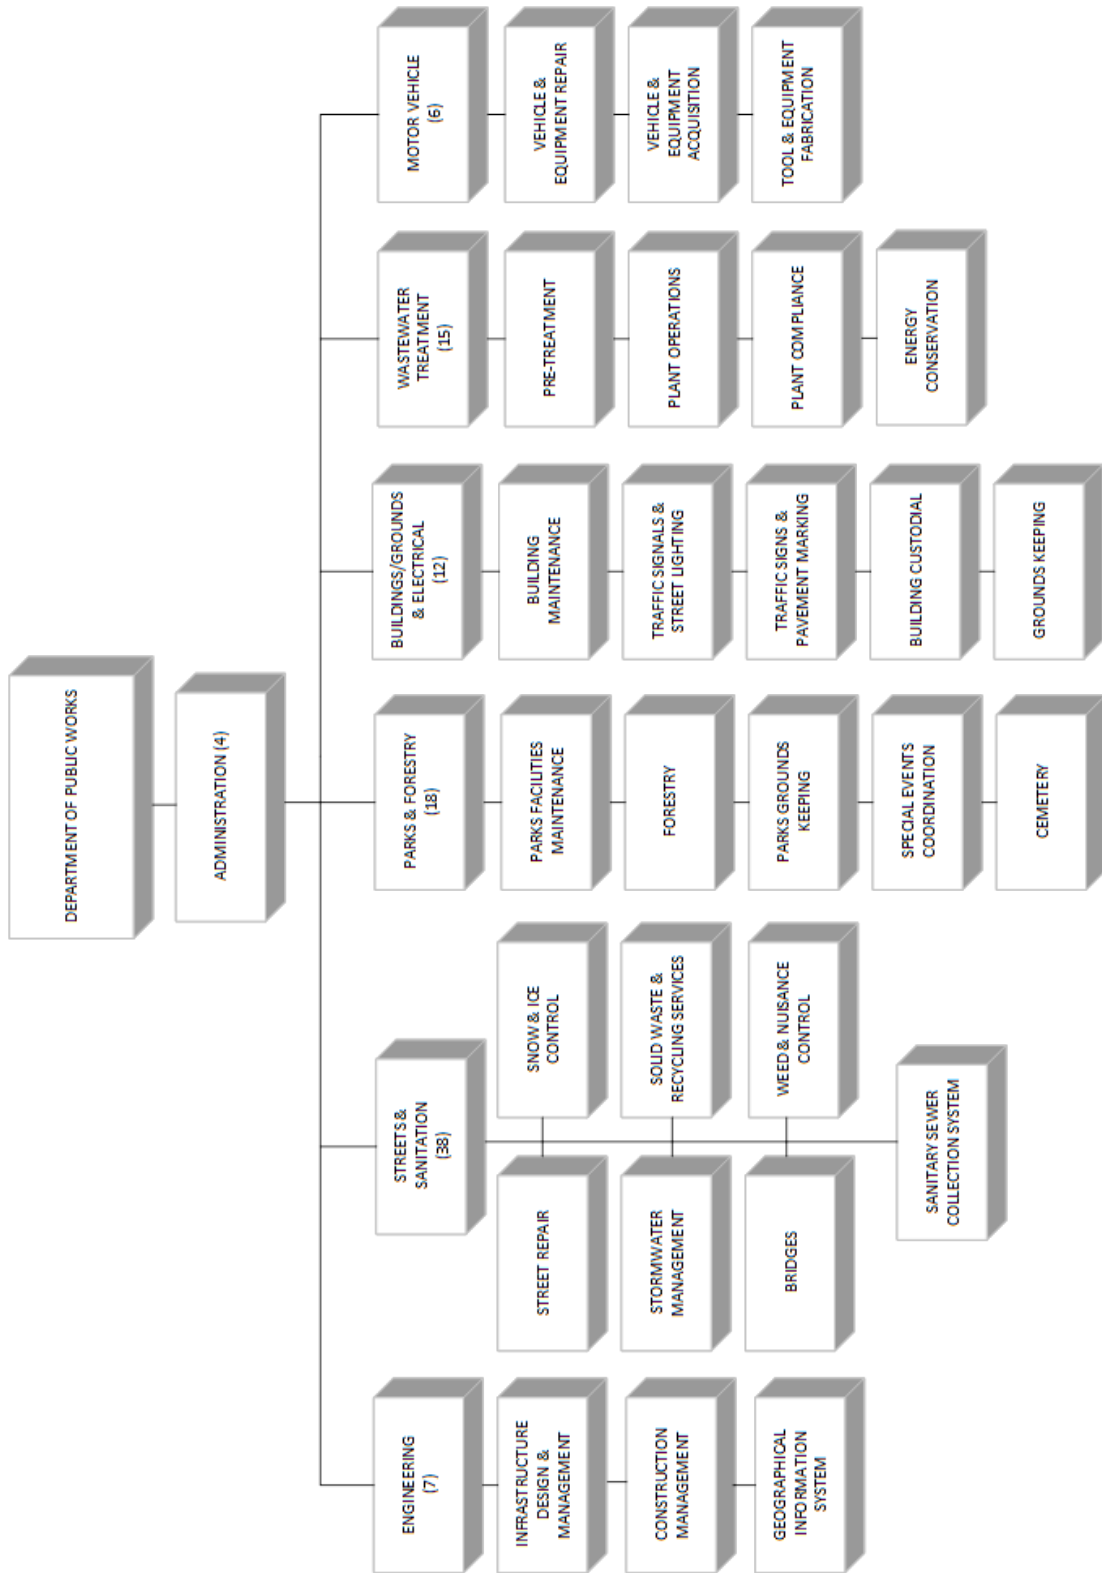 DEPARTMENT OF PUBLIC WORKS
ADMINISTRATION (4)
ENGINEERING
(7)
INFRASTRUCTURE
DESIGN &
MANAGEMENT
CONSTRUCTION
MANAGEMENT
GEOGRAPHICAL
INFORMATION
SYSTEM
STREETS &
SANITATION
(38)
STREET REPAIR
SNOW & ICE
CONTROL
STORMWATER
MANAGEMENT
SOLID WASTE &
RECYCLING SERVICES
BRIDGES
WEED & NUISANCE
CONTROL
SANITARY SEWER
COLLECTION SYSTEM
PARKS & FORESTRY
(18)
PARKS FACILITIES
MAINTENANCE
FORESTRY
PARKS GROUNDS
KEEPING
SPECIAL EVENTS
COORDINATION
CEMETERY
BUILDINGS/GROUNDS
& ELECTRICAL
(12)
BUILDING
MAINTENANCE
TRAFFIC SIGNALS &
STREET LIGHTING
TRAFFIC SIGNS &
PAVEMENT MARKING
BUILDING CUSTODIAL
GROUNDS KEEPING
WASTEWATER
TREATMENT
(15)
PRE-TREATMENT
PLANT OPERATIONS
PLANT COMPLIANCE
ENERGY
CONSERVATION
MOTOR VEHICLE
(6)
VEHICLE &
EQUIPMENT REPAIR
VEHICLE &
EQUIPMENT
ACQUISITION
TOOL & EQUIPMENT
FABRICATION